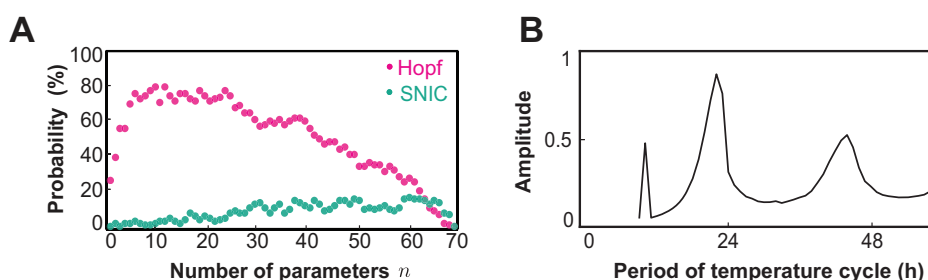 A
Probability (%)
100
80
60
40
20
0
Hopf
SNIC
0 10 20 30 40 50 60 70
Number of parameters n
B
Amplitude
1
0.5
0
0 24 48
Period of temperature cycle (h)